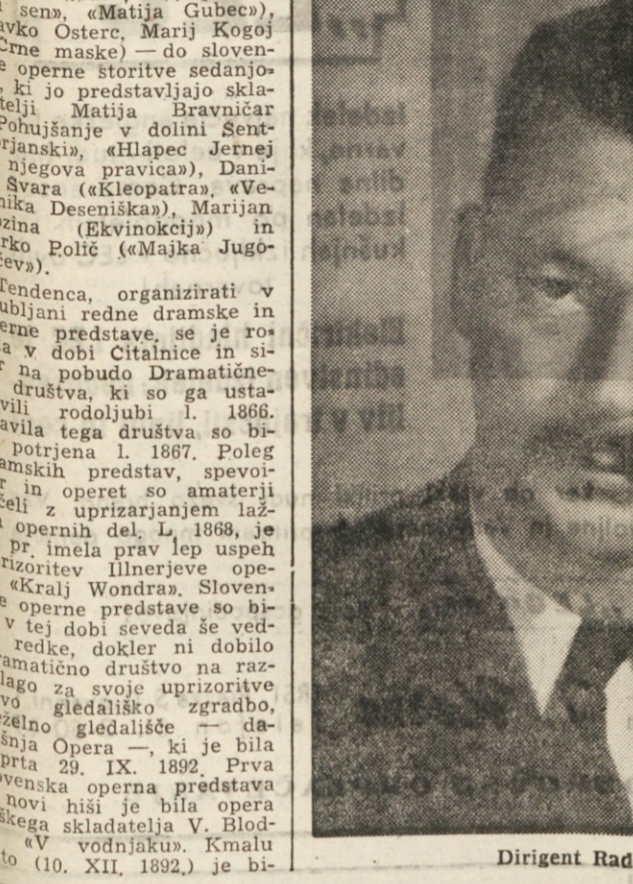 sen», «Matija Gubec»),
avko Osterc, Marij Kogoj
Črne maske) — do sloven-
e operne štoritve sedanjo-
, ki jo predstavljajo skla-
telji Matija Bravničar
Pohujšanje v dolini Šent-
rjanski», «Hlapec Jernej
njegova pravica»), Dani-
Švara («Kleopatra». «Ve-
nika Deseniška»), Marijan
zina (Ekvinokcij») in
rko Polič («Majka Jugo-
ćev»).
Tendenca, organizirati v
ubljani redne dramske in
erne predstave. se je ro-
a v dobi Čitalnice in si-
r na pobudo Dramatične-
društva, ki so ga usta-
vili rodoljubi l. 1866.
avila tega društva so bi-
potrjena l. 1867. Poleg
amskih predstav, spevoi-
r in operet so amaterji
čeli z uprizarjanjem laž-
opernih del. L, 1868, je
pr. imela prav lep uspeh
rizoritev Illnerjeve ope-
«Kralj Wondra». Sloven-
e operne predstave so bi-
v tej dobi seveda še ved-
redke, dokler ni dobilo
ramatično društvo na raz-
lago za svoje uprizoritve
vo gledališko zgradbo,
eželno gledališče — da-
šnja Opera —, ki je bila
prta 29. IX. 1892. Prva
ovenska operna predstava
novi hiši je bila opera
škega skladatelja V. Blod-
«V vodnjaku». Kmalu
to (10. XII. 1892.) je bi-
Dirigent Rad